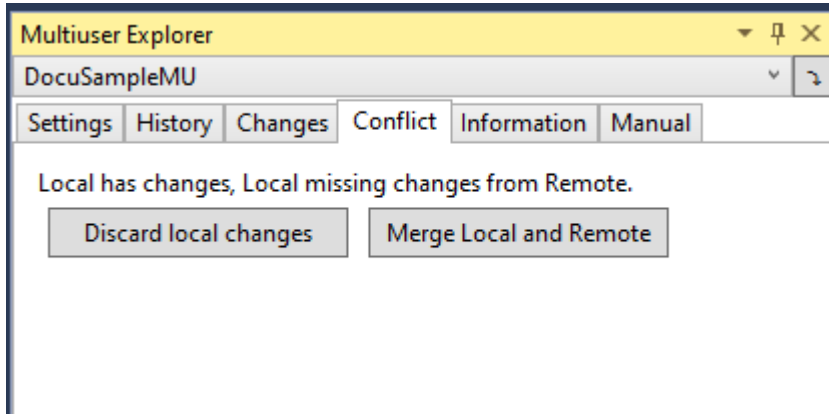 Multiuser Explorer
DocuSampleMU
Settings History Changes Conflict Information Manual
Local has changes, Local missing changes from Remote.
Discard local changes Merge Local and Remote